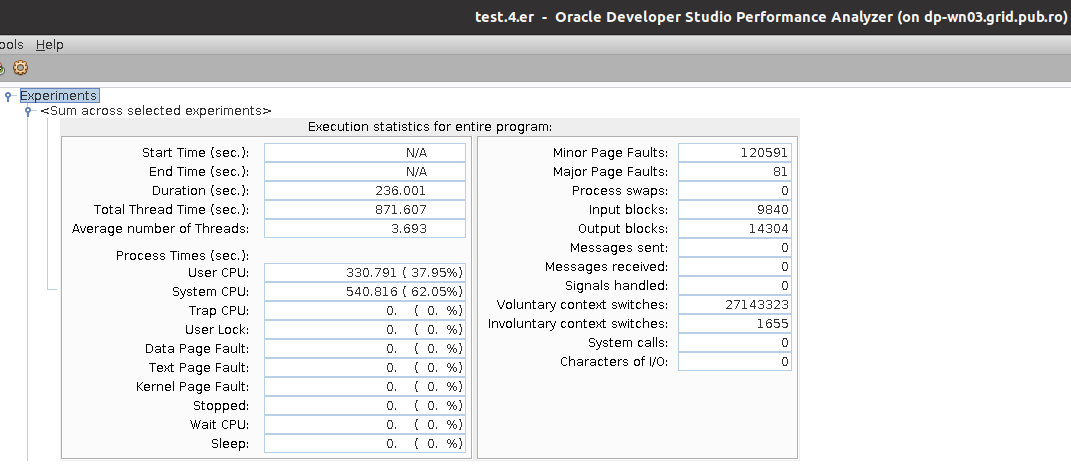 test.4.er - Oracle Developer Studio Performance Analyzer (on dp-wn03.grid.pub.ro)
ools Help
Experiments
<Sum across selected experiments>
Execution statistics for entire program:
Start Time (sec.): N/A
End Time (sec.): N/A
Duration (sec.): 236.001
Total Thread Time (sec.): 871.607
Average number of Threads: 3.693
Process Times (sec.):
User CPU: 330.791 ( 37.95%)
System CPU: 540.816 ( 62.05%)
Trap CPU: 0. ( 0. %)
User Lock: 0. ( 0. %)
Data Page Fault: 0. ( 0. %)
Text Page Fault: 0. ( 0. %)
Kernel Page Fault: 0. ( 0. %)
Stopped: 0. ( 0. %)
Wait CPU: 0. ( 0. %)
Sleep: 0. ( 0. %)
Minor Page Faults: 120591
Major Page Faults: 81
Process swaps: 0
Input blocks: 9840
Output blocks: 14304
Messages sent: 0
Messages received: 0
Signals handled: 0
Voluntary context switches: 27143323
Involuntary context switches: 1655
System calls: 0
Characters of I/O: 0